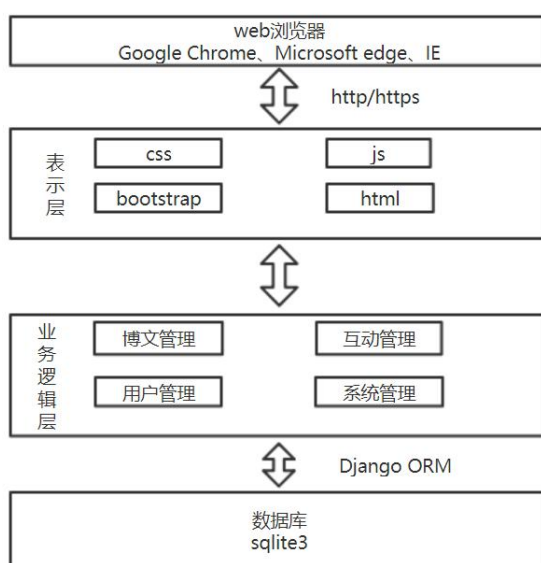 web浏览器
Google Chrome、Microsoft edge、IE
http/https
表示层
css
js
bootstrap
html
业务逻辑层
博文管理
互动管理
用户管理
系统管理
Django ORM
数据库
sqlite3